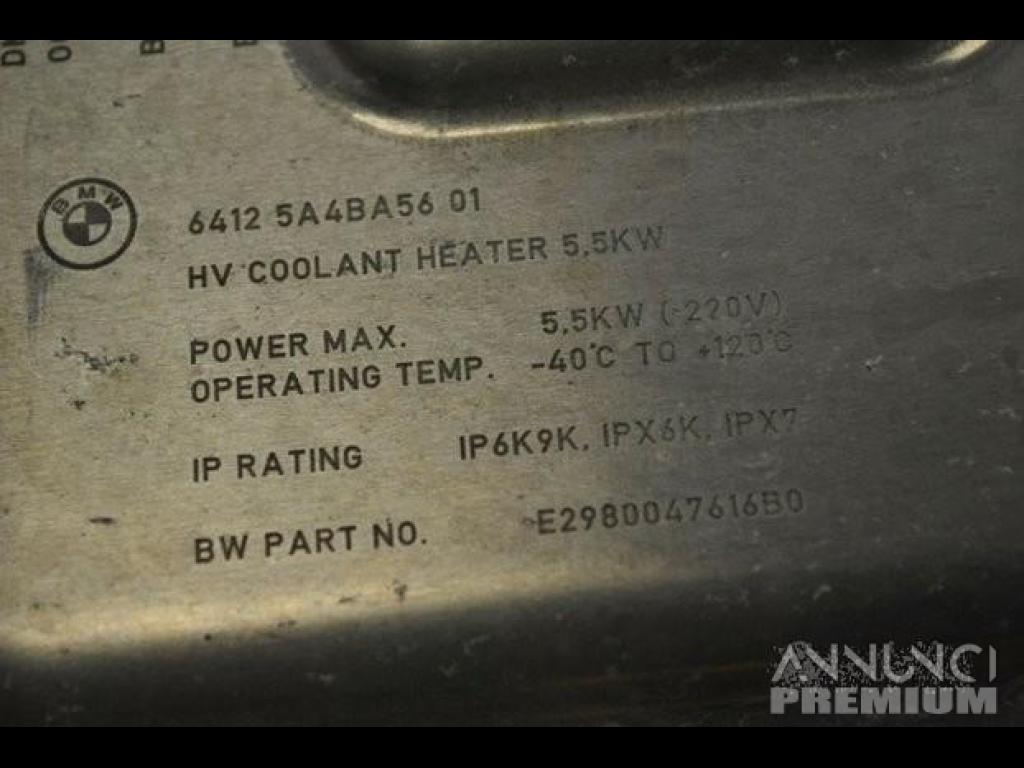 BMW
6412 5A4BA56 01
HV COOLANT HEATER 5,5KW
POWER MAX. 5,5KW (-220V)
OPERATING TEMP. -40°C TO +120°C
IP RATING IP6K9K, IPX6K, IPX7
BW PART NO. E2980047616B0
ANNUNCI
PREMIUM